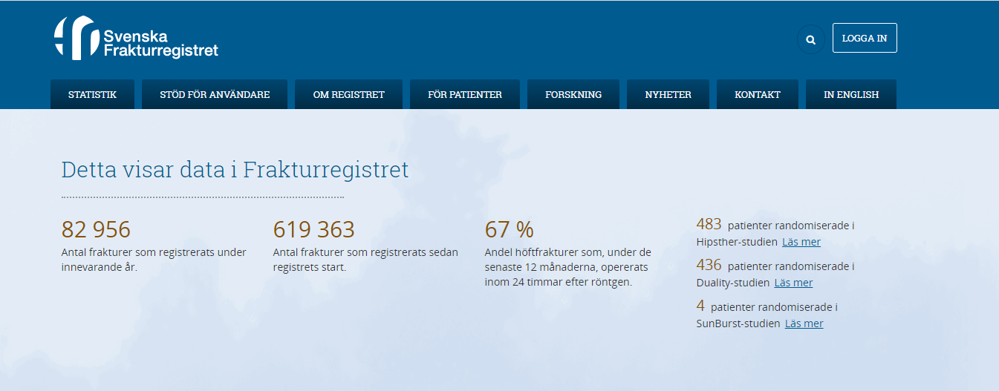 Svenska
Frakturregistret
LOGGA IN
STATISTIK
STÖD FÖR ANVÄNDARE
OM REGISTRET
FÖR PATIENTER
FORSKNING
NYHETER
KONTAKT
IN ENGLISH
Detta visar data i Frakturregistret
82 956
Antal frakturer som registrerats under
innevarande år.
619 363
Antal frakturer som registrerats sedan
registrets start.
67 %
Andel höftfrakturer som, under de
senaste 12 månaderna, opererats
inom 24 timmar efter röntgen.
483 patienter randomiserade i
Hipsther-studien Läs mer
436 patienter randomiserade i
Duality-studien Läs mer
4 patienter randomiserade i
SunBurst-studien Läs mer